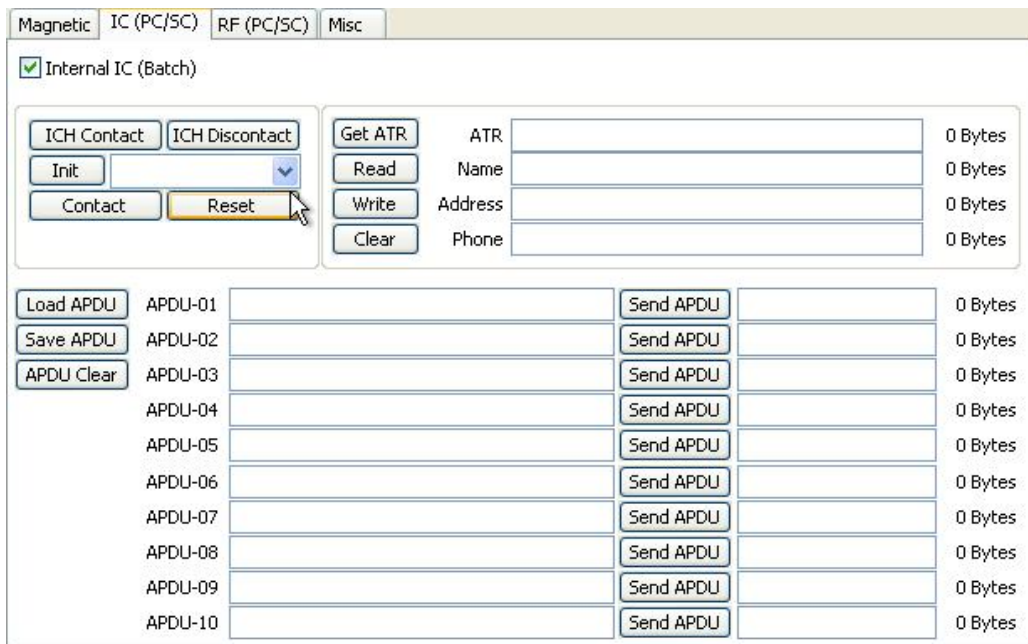 Magnetic IC (PC/SC) RF (PC/SC) Misc
Internal IC (Batch)
ICH Contact ICH Discontact
Init
Contact Reset
Get ATR ATR 0 Bytes
Read Name 0 Bytes
Write Address 0 Bytes
Clear Phone 0 Bytes
Load APDU APDU-01 Send APDU 0 Bytes
Save APDU APDU-02 Send APDU 0 Bytes
APDU Clear APDU-03 Send APDU 0 Bytes
APDU-04 Send APDU 0 Bytes
APDU-05 Send APDU 0 Bytes
APDU-06 Send APDU 0 Bytes
APDU-07 Send APDU 0 Bytes
APDU-08 Send APDU 0 Bytes
APDU-09 Send APDU 0 Bytes
APDU-10 Send APDU 0 Bytes